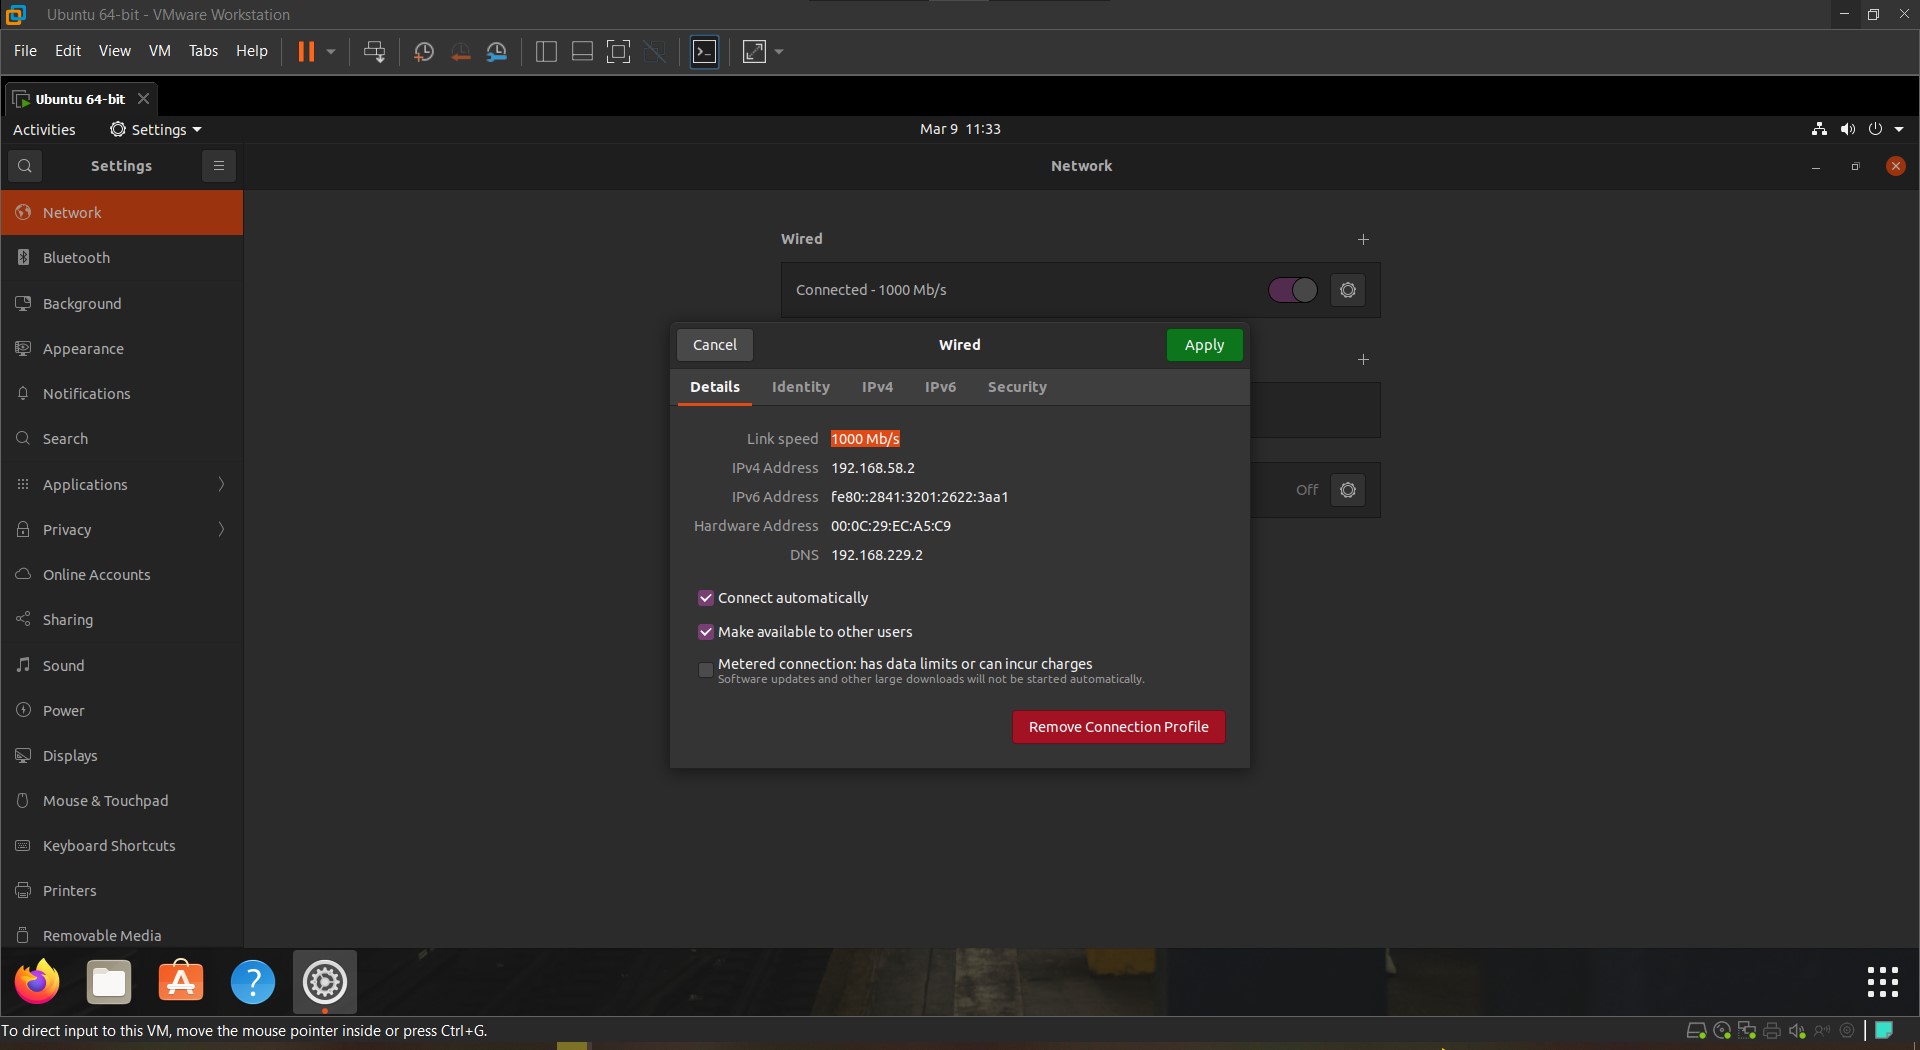 Ubuntu 64-bit - VMware Workstation
File Edit View VM Tabs Help
Ubuntu 64-bit
Activities Settings Mar 9 11:33
Settings Network
Network
Bluetooth
Background
Appearance
Notifications
Search
Applications
Privacy
Online Accounts
Sharing
Sound
Power
Displays
Mouse & Touchpad
Keyboard Shortcuts
Printers
Removable Media
Wired
Connected - 1000 Mb/s
Off
Cancel Wired Apply
Details Identity IPv4 IPv6 Security
Link speed 1000 Mb/s
IPv4 Address 192.168.58.2
IPv6 Address fe80::2841:3201:2622:3aa1
Hardware Address 00:0C:29:EC:A5:C9
DNS 192.168.229.2
Connect automatically
Make available to other users
Metered connection: has data limits or can incur charges
Software updates and other large downloads will not be started automatically.
Remove Connection Profile
To direct input to this VM, move the mouse pointer inside or press Ctrl+G.